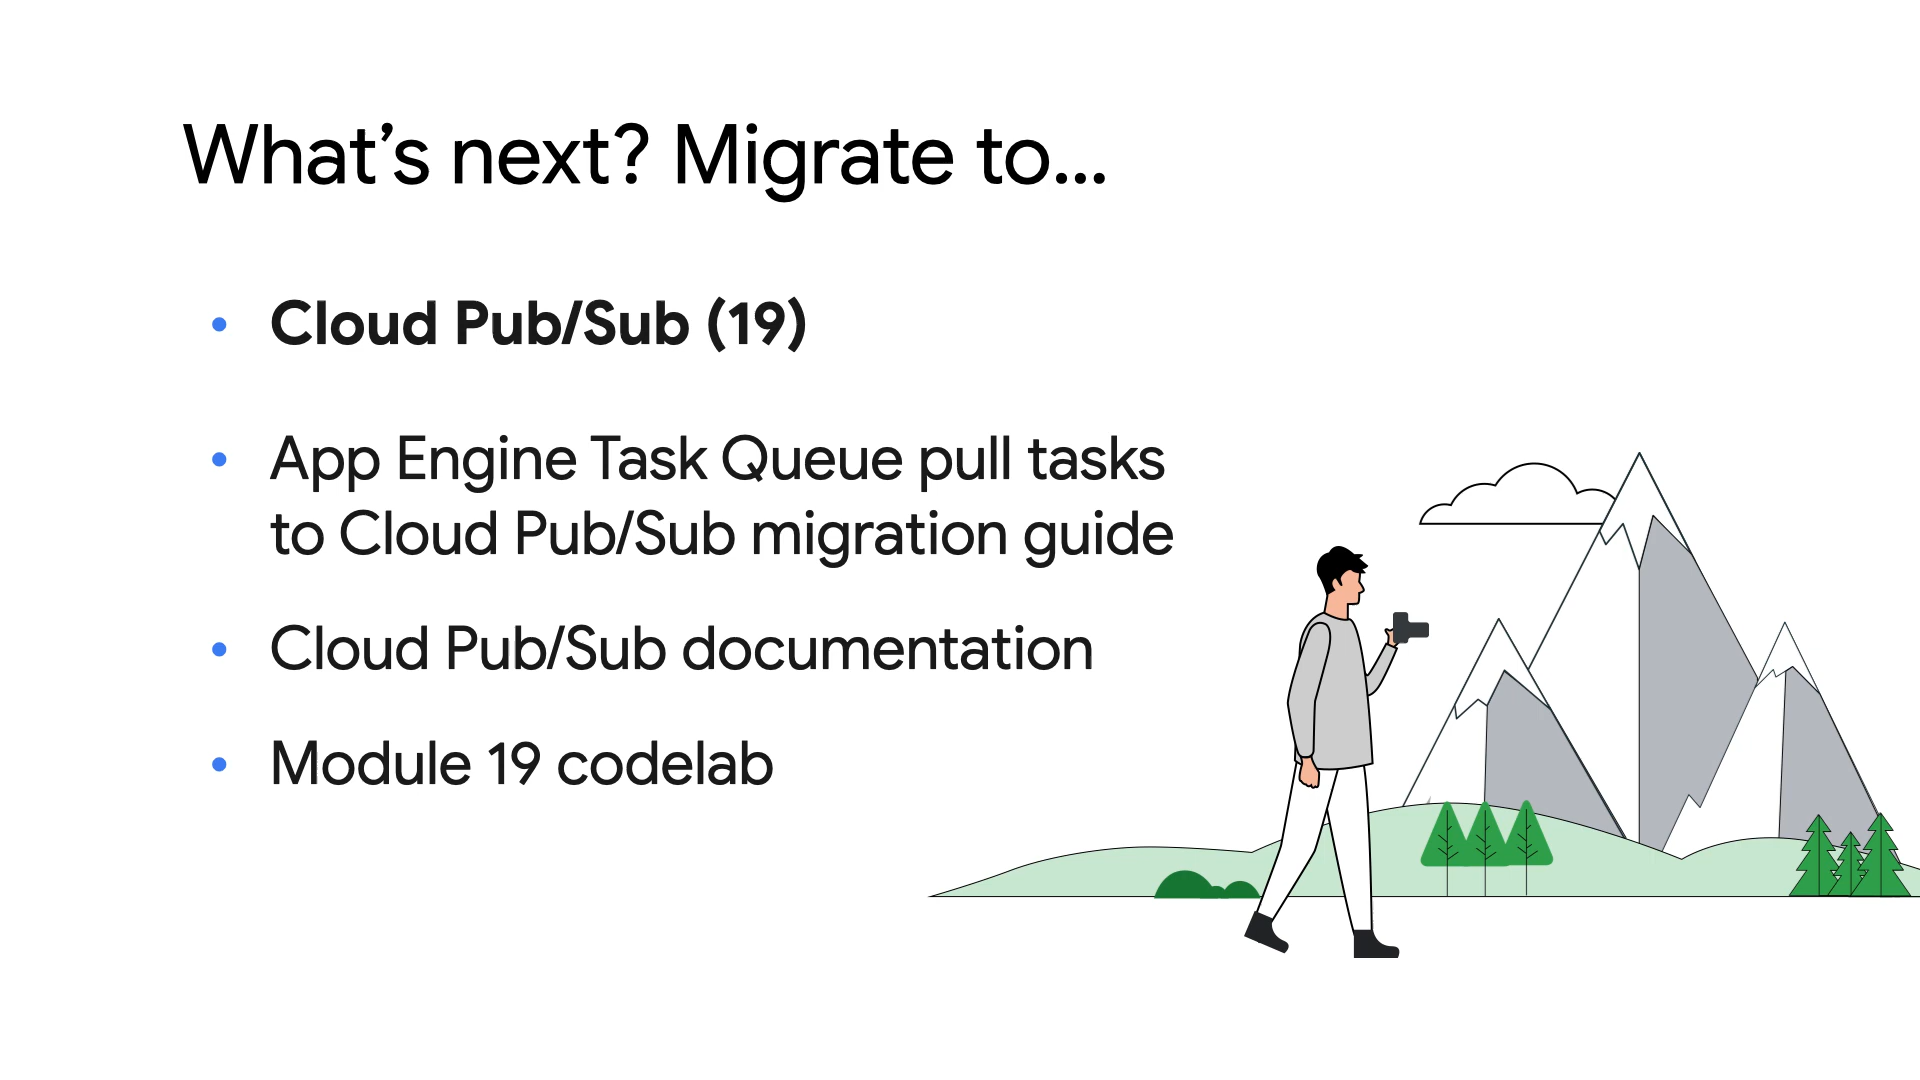 What’s next? Migrate to...
• Cloud Pub/Sub (19)
• App Engine Task Queue pull tasks
to Cloud Pub/Sub migration guide
• Cloud Pub/Sub documentation
• Module 19 codelab